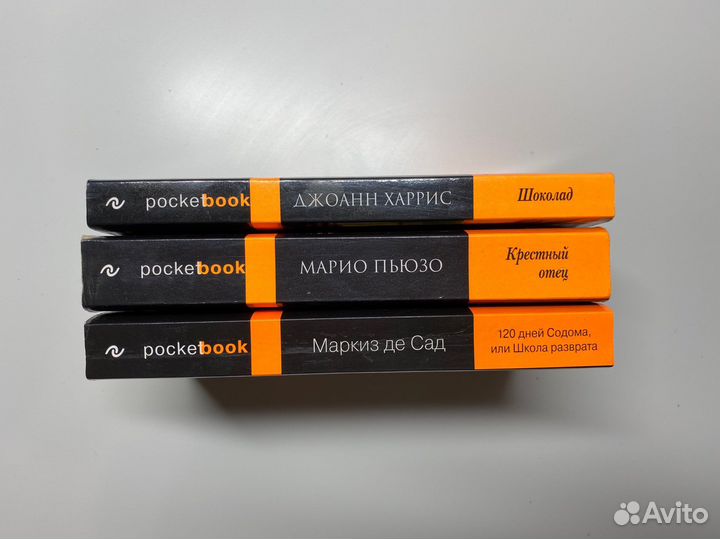 pocketbook ДЖОАНН ХАРРИС Шоколад
pocketbook МАРИО ПЬЮЗО Крестный
отец
pocketbook Маркиз де Сад 120 дней Содома,
или Школа разврата
Avito